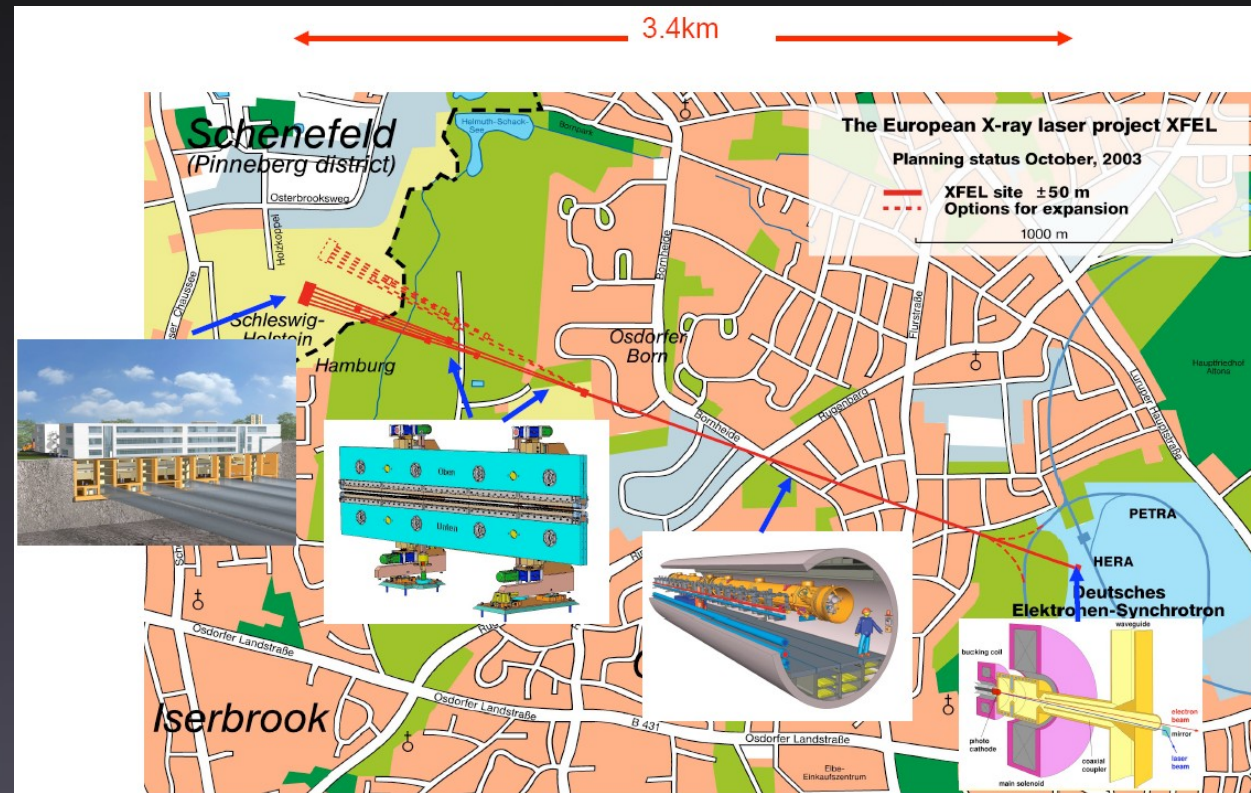 3.4km
Schenefeld
(Pinneberg district)
Helmuth-Schack-
See
Bornpark
The European X-ray laser project XFEL
Planning status October, 2003
XFEL site ±50 m
Options for expansion
1000 m
Osterbrooksweg
Holzkoppel
Bornheide
Flurstraße
Chaussee
Schleswig-
Holstein
Hamburg
Osdorfer
Born
Hauptfriedhof
Altona
Luruper Hauptstraße
Rugenbarg
Bornheide
Oben
Unten
PETRA
HERA
Deutsches
Elektronen-Synchrotron
waveguide
bucking coil
electron
beam
mirror
laser
beam
photo
cathode
coaxial
coupler
main solenoid
Osdorfer Landstraße
Osdorfer Landstraße
B 431
Osdorfer Landstraße
Iserbrook
Elbe-
Einkaufszentrum